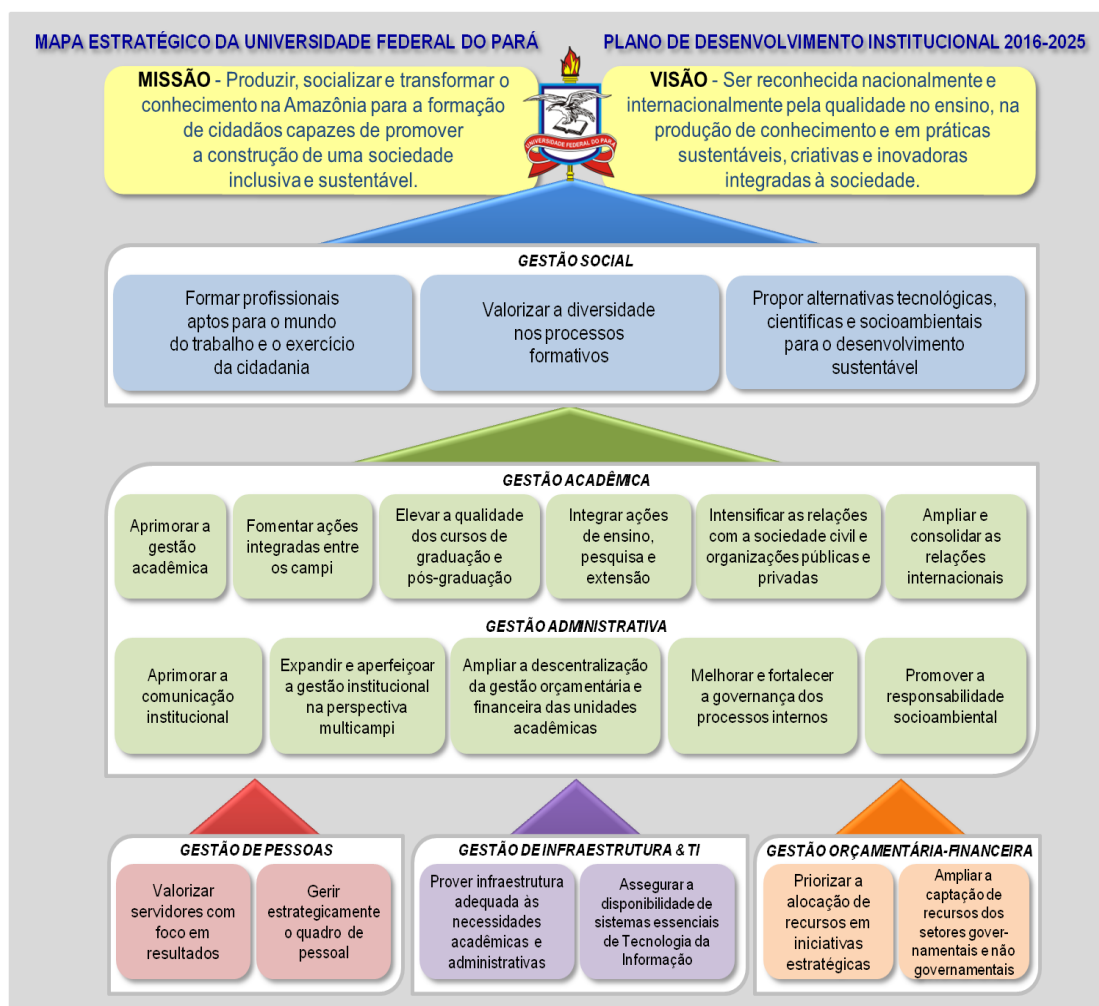 MAPA ESTRATÉGICO DA UNIVERSIDADE FEDERAL DO PARÁ
PLANO DE DESENVOLVIMENTO INSTITUCIONAL 2016-2025
MISSÃO - Produzir, socializar e transformar o
conhecimento na Amazônia para a formação
de cidadãos capazes de promover
a construção de uma sociedade
inclusiva e sustentável.
UNIVERSIDADE FEDERAL DO PARÁ
VISÃO - Ser reconhecida nacionalmente e
internacionalmente pela qualidade no ensino, na
produção de conhecimento e em práticas
sustentáveis, criativas e inovadoras
integradas à sociedade.
GESTÃO SOCIAL
Formar profissionais
aptos para o mundo
do trabalho e o exercício
da cidadania
Valorizar a diversidade
nos processos
formativos
Propor alternativas tecnológicas,
científicas e socioambientais
para o desenvolvimento
sustentável
GESTÃO ACADÊMICA
Aprimorar a
gestão
acadêmica
Fomentar ações
integradas entre
os campi
Elevar a qualidade
dos cursos de
graduação e
pós-graduação
Integrar ações
de ensino,
pesquisa e
extensão
Intensificar as relações
com a sociedade civil e
organizações públicas e
privadas
Ampliar e
consolidar as
relações
internacionais
GESTÃO ADMINISTRATIVA
Aprimorar a
comunicação
institucional
Expandir e aperfeiçoar
a gestão institucional
na perspectiva
multicampi
Ampliar a descentralização
da gestão orçamentária e
financeira das unidades
acadêmicas
Melhorar e fortalecer
a governança dos
processos internos
Promover a
responsabilidade
socioambiental
GESTÃO DE PESSOAS
Valorizar
servidores com
foco em
resultados
Gerir
estrategicamente
o quadro de
pessoal
GESTÃO DE INFRAESTRUTURA & TI
Prover infraestrutura
adequada às
necessidades
acadêmicas e
administrativas
Assegurar a
disponibilidade de
sistemas essenciais
de Tecnologia da
Informação
GESTÃO ORÇAMENTÁRIA-FINANCEIRA
Priorizar a
alocação de
recursos em
iniciativas
estratégicas
Ampliar a
captação de
recursos dos
setores gover-
namentais e não
governamentais